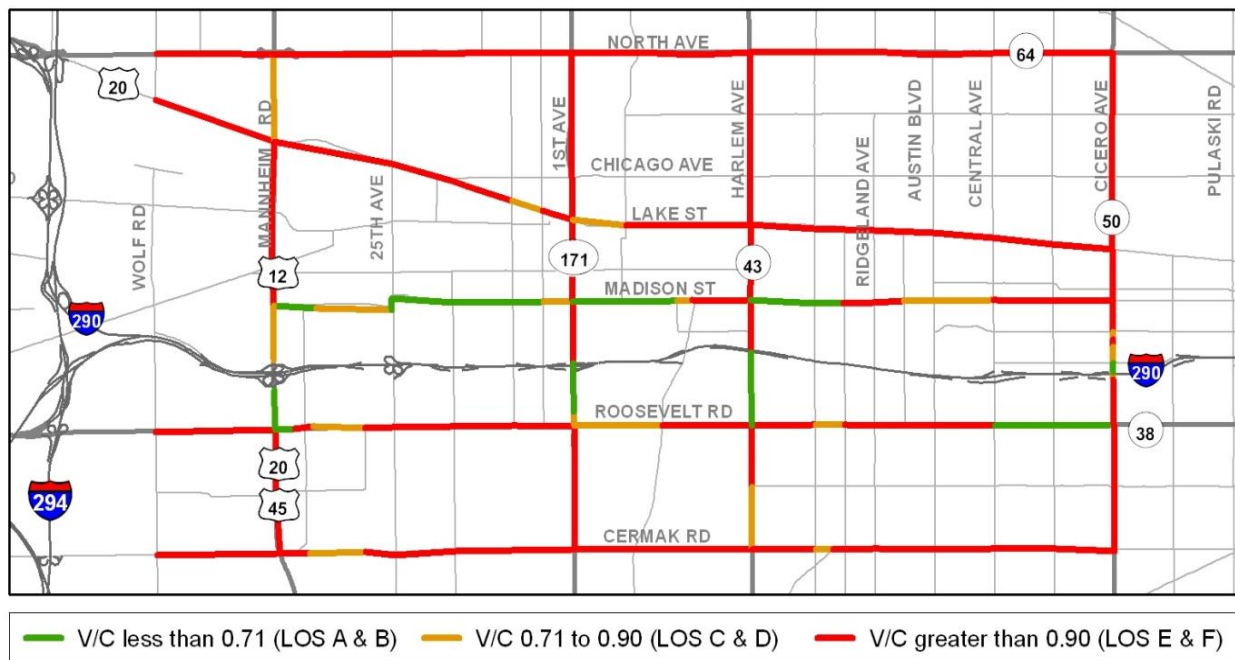 NORTH AVE
64
20
MANNHEIM RD
1ST AVE
HARLEM AVE
CICERO AVE
PULASKI RD
AUSTIN BLVD
CENTRAL AVE
RIDGELAND AVE
CHICAGO AVE
WOLF RD
25TH AVE
LAKE ST
50
12
171
43
MADISON ST
290
290
ROOSEVELT RD
38
20
45
294
CERMAK RD
V/C less than 0.71 (LOS A & B) V/C 0.71 to 0.90 (LOS C & D) V/C greater than 0.90 (LOS E & F)